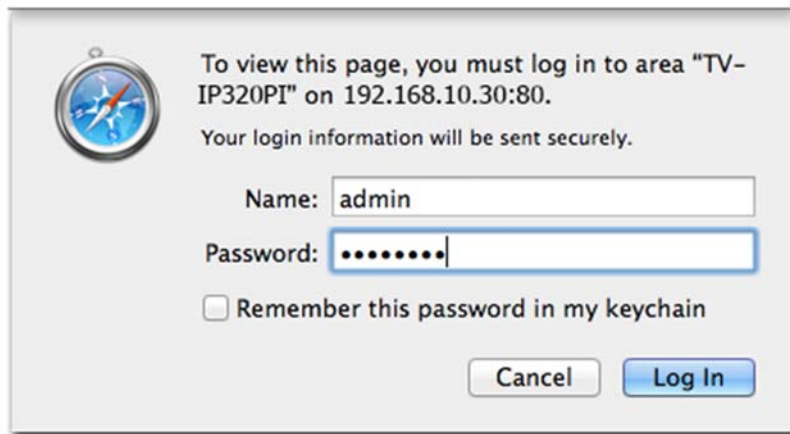 To view this page, you must log in to area “TV-
IP320PI” on 192.168.10.30:80.
Your login information will be sent securely.
Name: admin
Password: ••••••••
Remember this password in my keychain
Cancel Log In